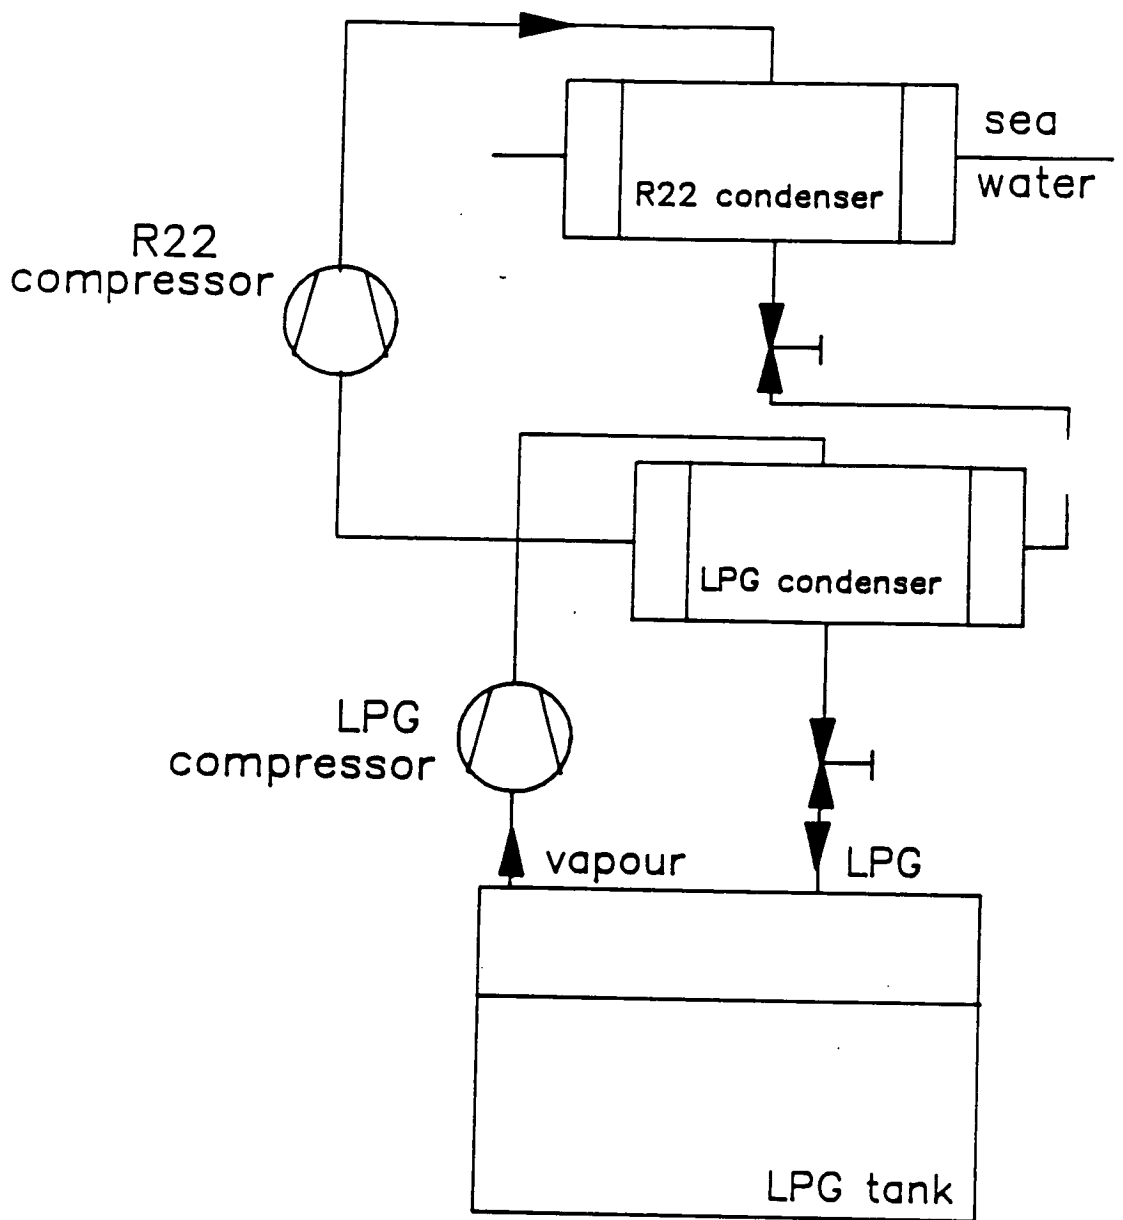 sea
water
R22 condenser
R22
compressor
LPG condenser
LPG
compressor
vapour
LPG
LPG tank